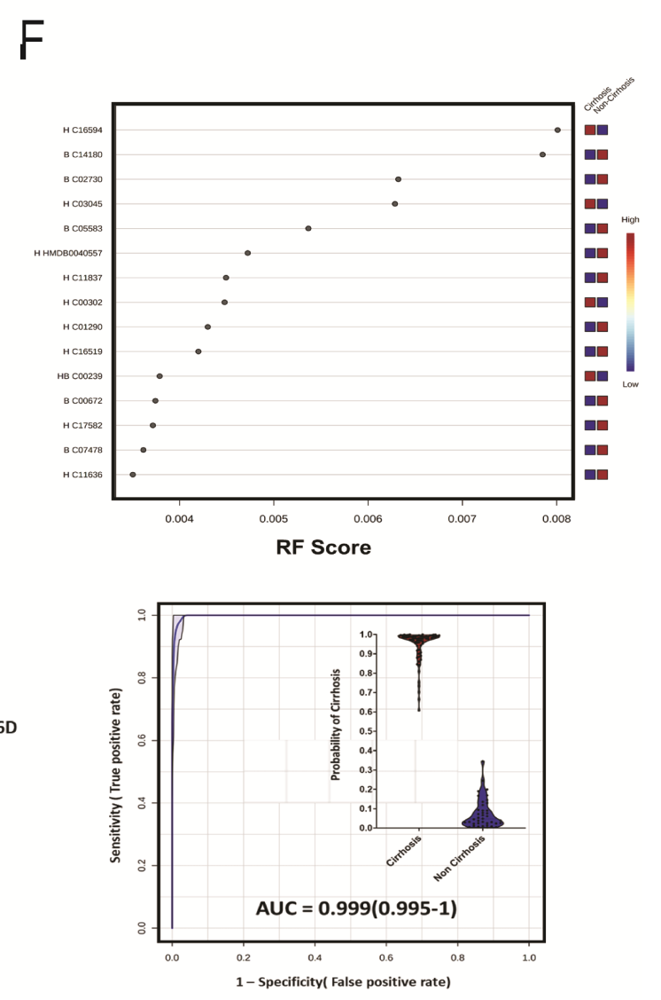 F
Cirrhosis
Non-Cirrhosis
H C16594
B C14180
B C02730
H C03045
B C05583
H HMDB0040557
H C11837
H C00302
H C01290
H C16519
HB C00239
B C00672
H C17582
B C07478
H C11636
High
Low
0.004 0.005 0.006 0.007 0.008
RF Score
Sensitivity ( True positive rate)
1.0
0.8
0.6
0.4
0.2
0.0
Probability of Cirrhosis
1.0
0.9
0.8
0.7
0.6
0.5
0.4
0.3
0.2
0.1
0.0
Cirrhosis
Non Cirrhosis
AUC = 0.999(0.995-1)
0.0 0.2 0.4 0.6 0.8 1.0
1 – Specificity( False positive rate)